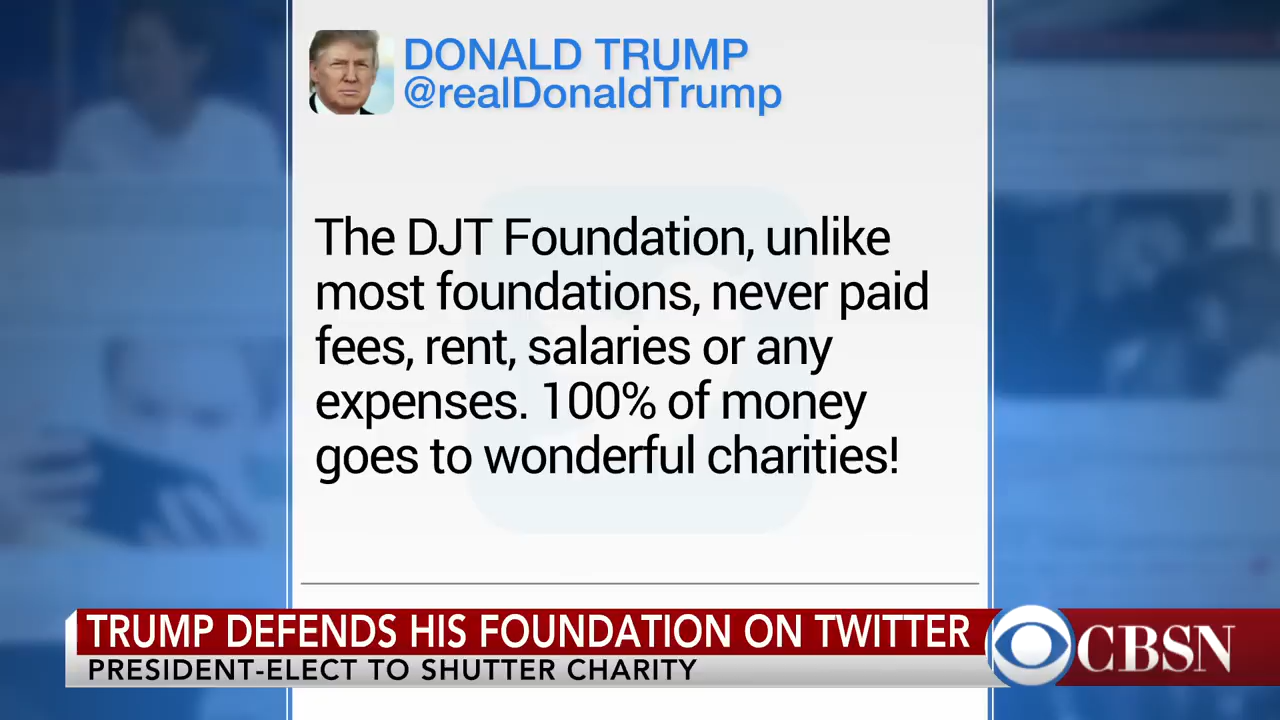 DONALD TRUMP
@realDonaldTrump
The DJT Foundation, unlike
most foundations, never paid
fees, rent, salaries or any
expenses. 100% of money
goes to wonderful charities!
TRUMP DEFENDS HIS FOUNDATION ON TWITTER
PRESIDENT-ELECT TO SHUTTER CHARITY
CBSN